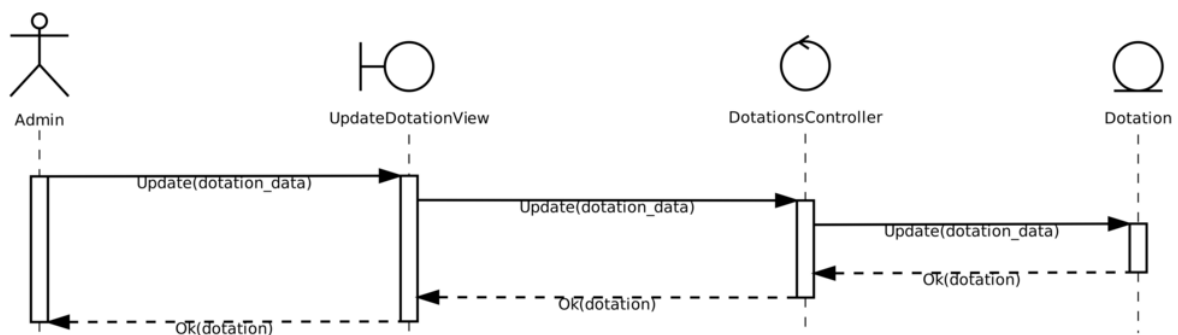 Admin
UpdateDotationView
DotationsController
Dotation
Update(dotation_data)
Update(dotation_data)
Update(dotation_data)
Ok(dotation)
Ok(dotation)
Ok(dotation)